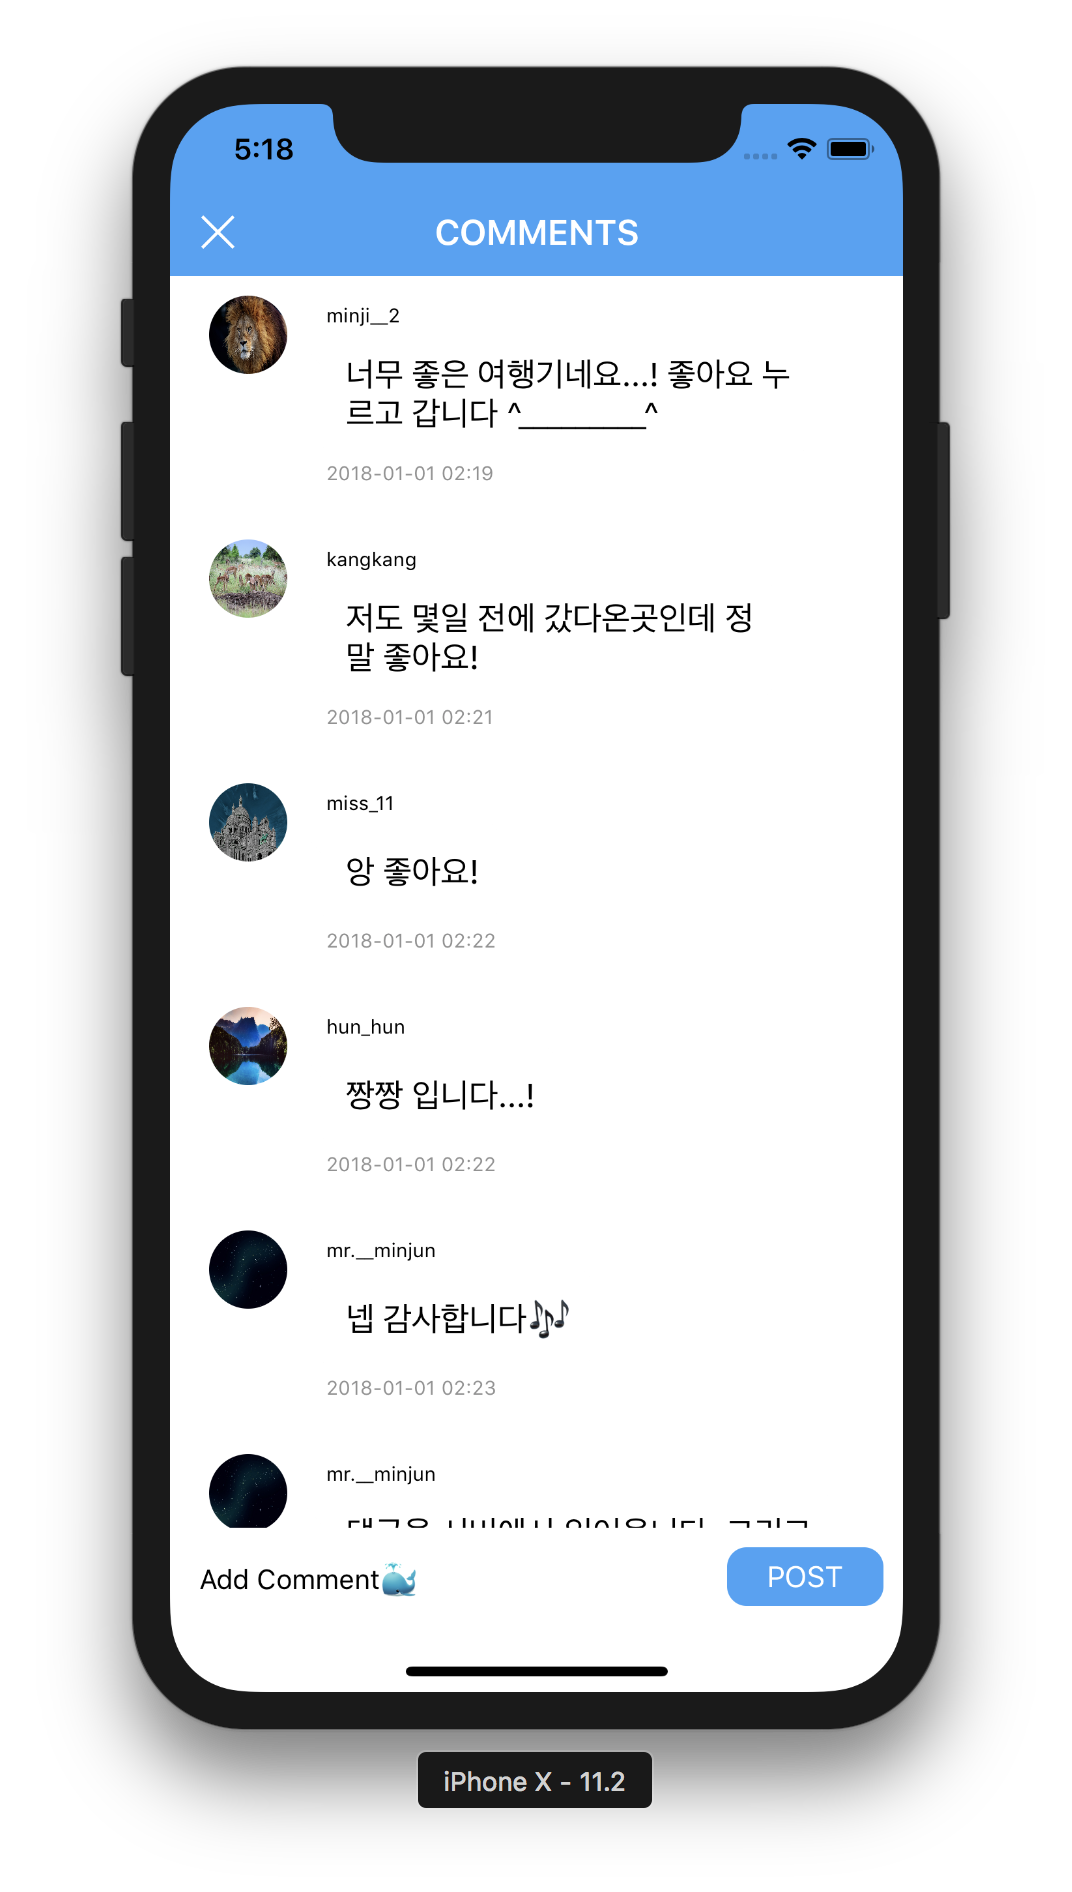 5:18
COMMENTS
minji__2
너무 좋은 여행기네요...! 좋아요 누
르고 갑니다 ^________^
2018-01-01 02:19
kangkang
저도 몇일 전에 갔다온곳인데 정
말 좋아요!
2018-01-01 02:21
miss_11
앙 좋아요!
2018-01-01 02:22
hun_hun
짱짱 입니다...!
2018-01-01 02:22
mr.__minjun
넵 감사합니다🎶
2018-01-01 02:23
mr.__minjun
Add Comment🐳
POST
iPhone X - 11.2